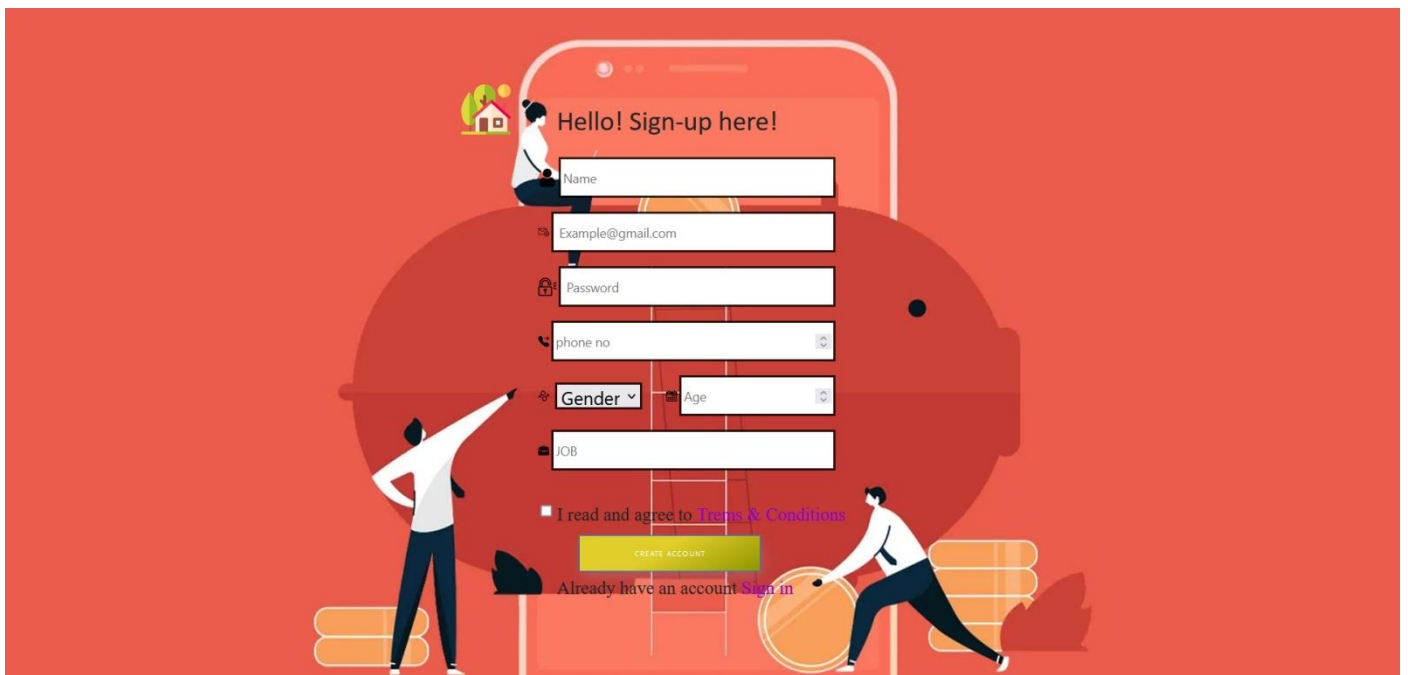 Hello! Sign-up here!
Name
Example@gmail.com
Password
phone no
Gender Age
JOB
I read and agree to Trems & Conditions
CREATE ACCOUNT
Already have an account Sign in